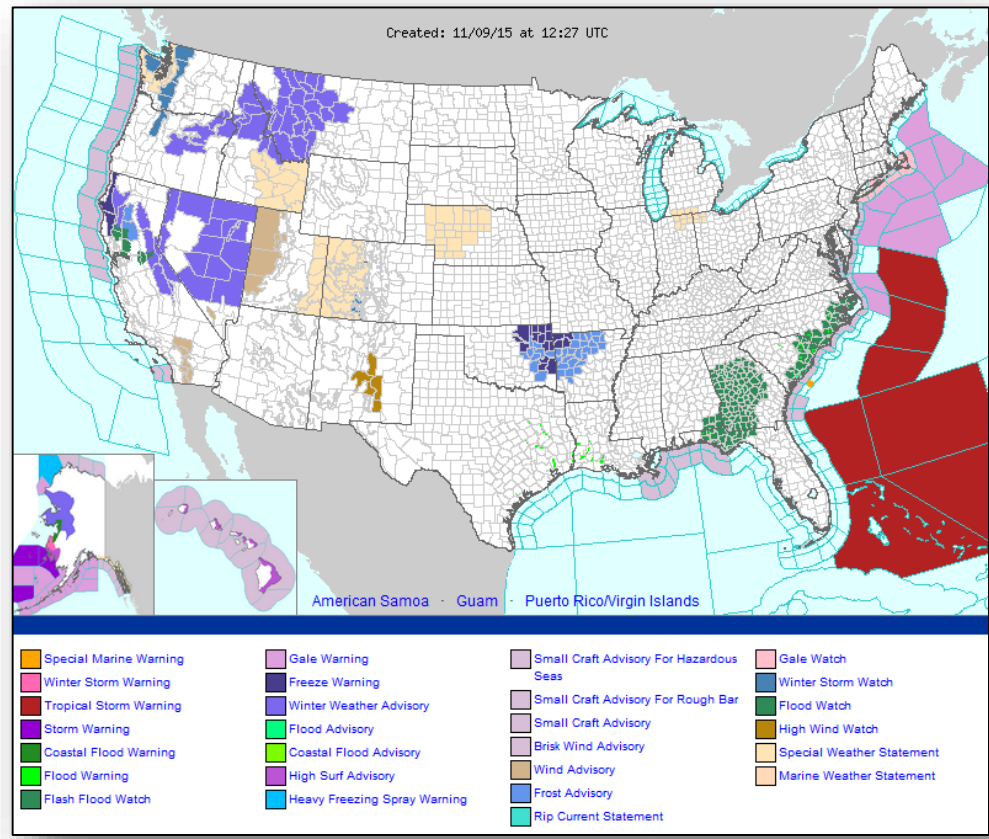 Created: 11/09/15 at 12:27 UTC
American Samoa · Guam · Puerto Rico/Virgin Islands
Special Marine Warning
Winter Storm Warning
Tropical Storm Warning
Storm Warning
Coastal Flood Warning
Flood Warning
Flash Flood Watch
Gale Warning
Freeze Warning
Winter Weather Advisory
Flood Advisory
Coastal Flood Advisory
High Surf Advisory
Heavy Freezing Spray Warning
Small Craft Advisory For Hazardous
Seas
Small Craft Advisory For Rough Bar
Small Craft Advisory
Brisk Wind Advisory
Wind Advisory
Frost Advisory
Rip Current Statement
Gale Watch
Winter Storm Watch
Flood Watch
High Wind Watch
Special Weather Statement
Marine Weather Statement